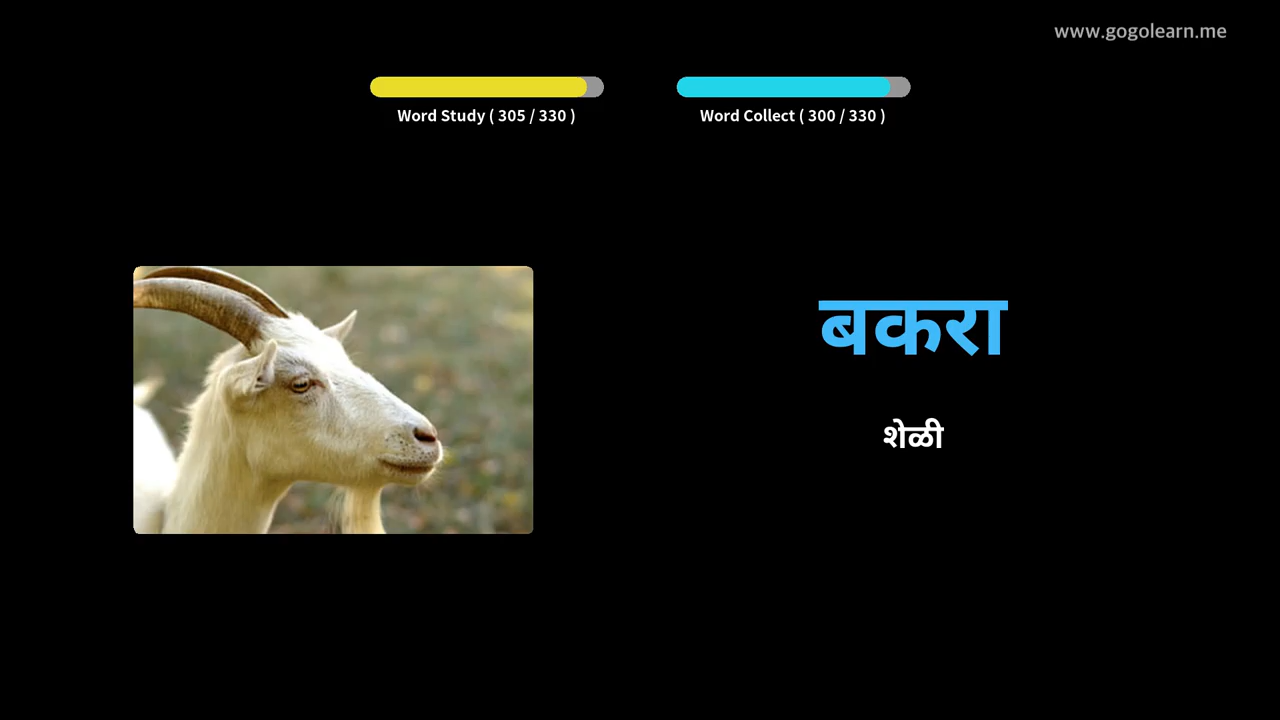 www.gogolearn.me
Word Study ( 305 / 330 )
Word Collect ( 300 / 330 )
बकरा
शेळी